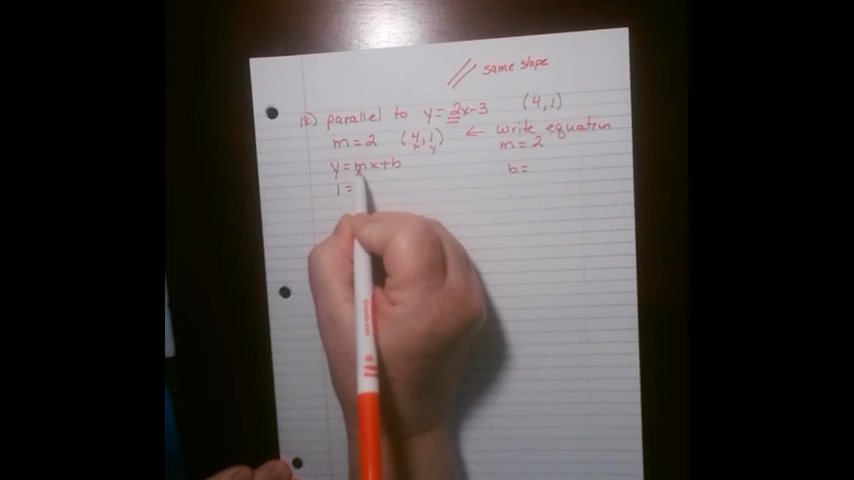 // same slope
18.) parallel to y = 2x - 3 (4, 1)
m = 2 (4, 1) ← write equation
x, y
m = 2
y = mx + b
b =
1 =